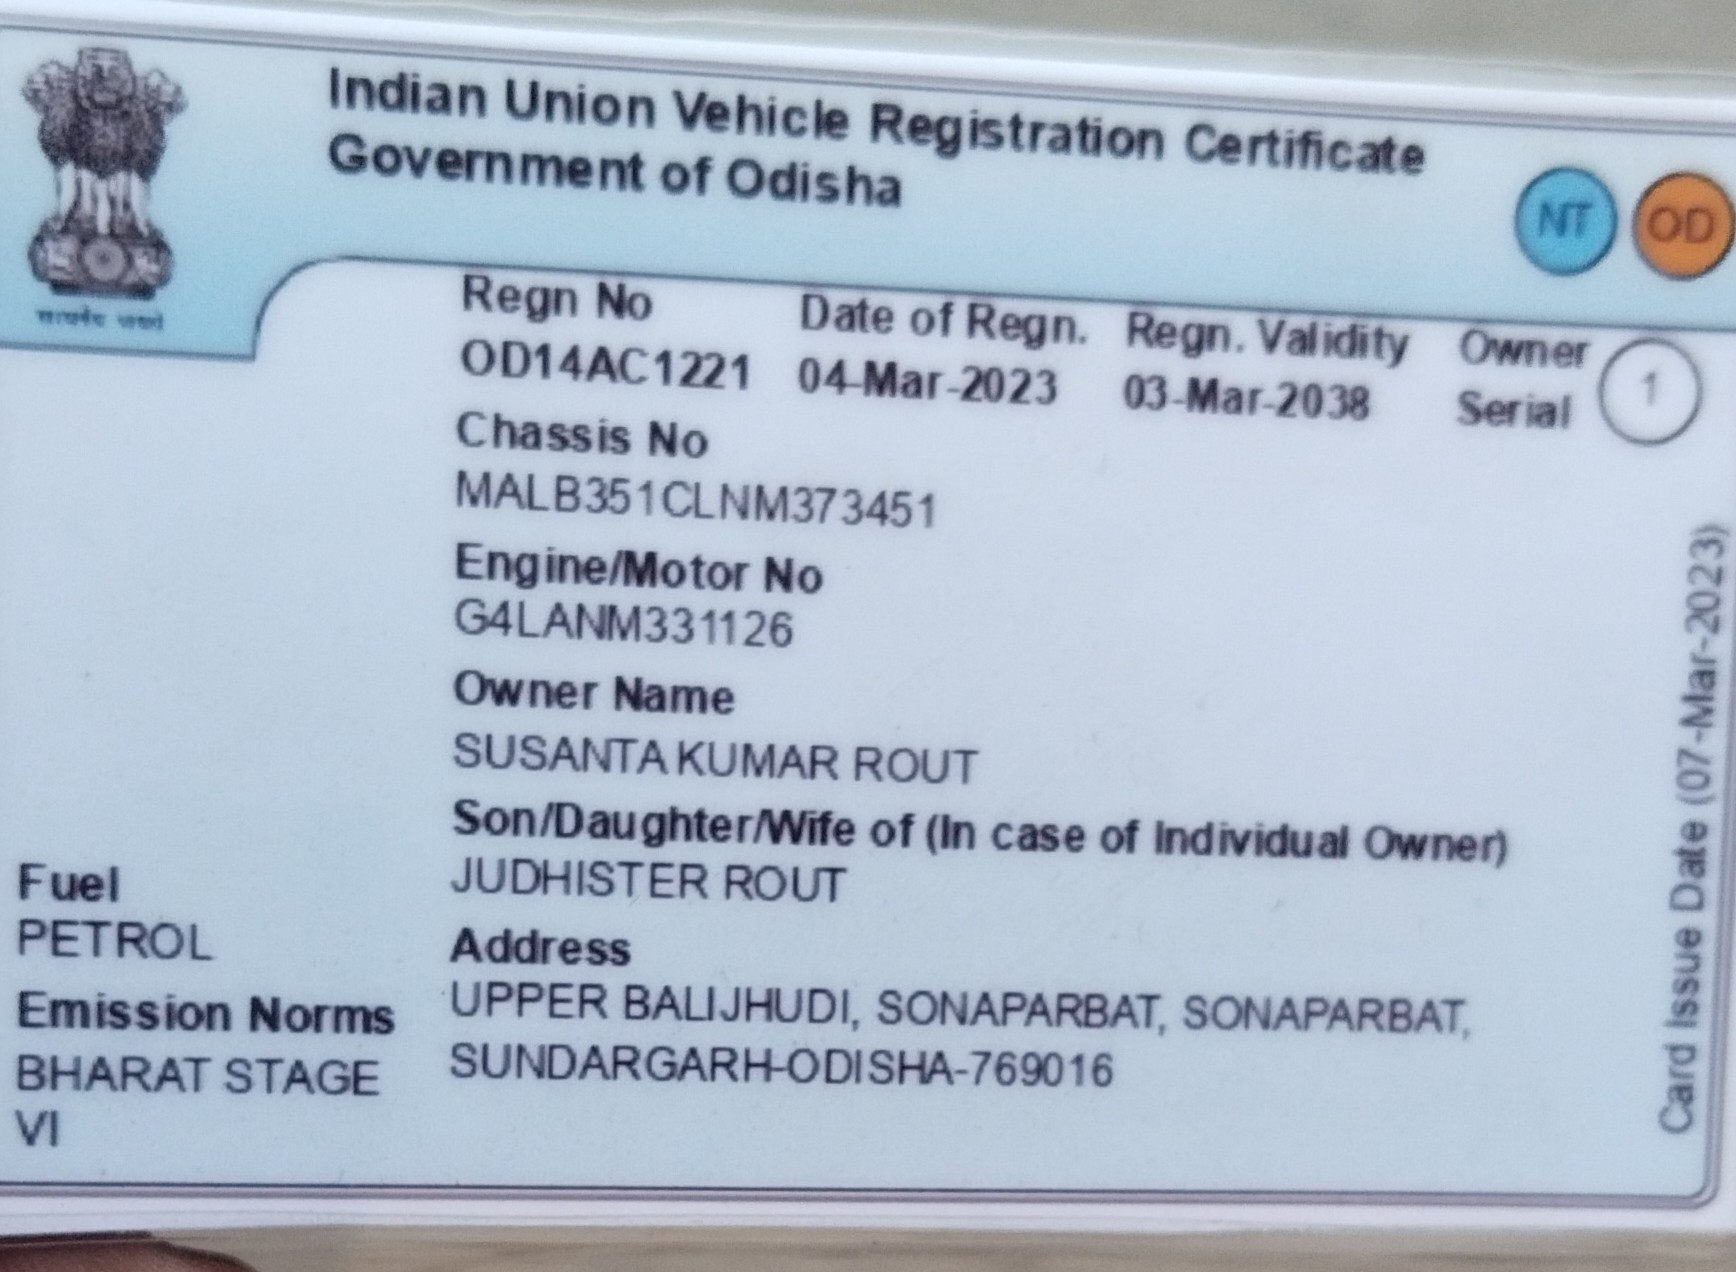 Indian Union Vehicle Registration Certificate
Government of Odisha
NT OD
Regn No Date of Regn. Regn. Validity Owner Serial 1
OD14AC1221 04-Mar-2023 03-Mar-2038
Chassis No
MALB351CLNM373451
Engine/Motor No
G4LANM331126
Owner Name
SUSANTA KUMAR ROUT
Son/Daughter/Wife of (In case of Individual Owner)
JUDHISTER ROUT
Fuel
PETROL
Emission Norms
BHARAT STAGE
VI
Address
UPPER BALIJHUDI, SONAPARBAT, SONAPARBAT,
SUNDARGARH-ODISHA-769016
Card Issue Date (07-Mar-2023)